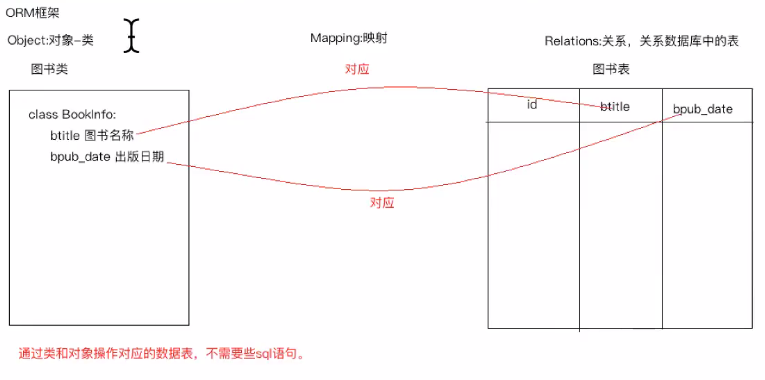 ORM框架
Object:对象-类
Mapping:映射
Relations:关系，关系数据库中的表
图书类
对应
图书表
class BookInfo:
btitle 图书名称
bpub_date 出版日期
id
btitle
bpub_date
对应
通过类和对象操作对应的数据表，不需要些sql语句。